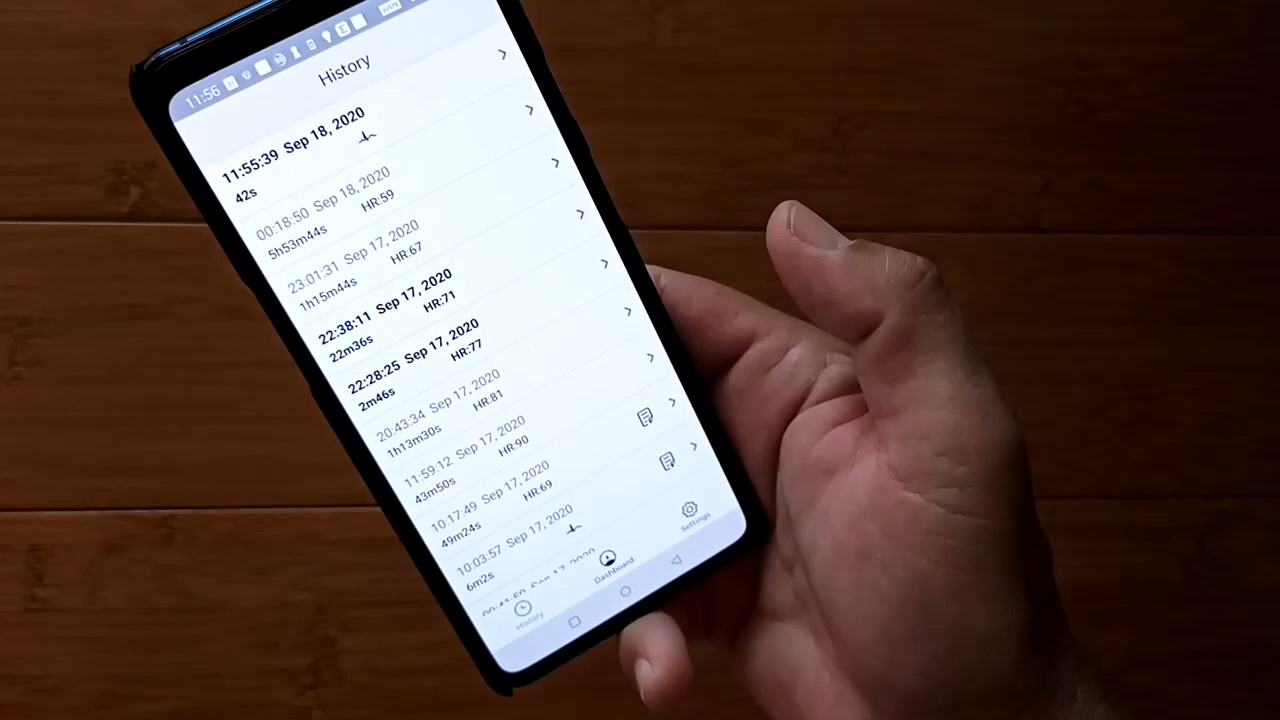 11:56
History
11:55:39 Sep 18, 2020
42s
00:18:50 Sep 18, 2020
5h53m44s HR:59
23:01:31 Sep 17, 2020
1h15m44s HR:67
22:38:11 Sep 17, 2020
22m36s HR:71
22:28:25 Sep 17, 2020
2m46s HR:77
20:43:34 Sep 17, 2020
1h13m30s HR:81
11:59:12 Sep 17, 2020
43m50s HR:90
10:17:49 Sep 17, 2020
49m24s HR:69
10:03:57 Sep 17, 2020
6m2s
Sep 17, 2020
History Dashboard Settings